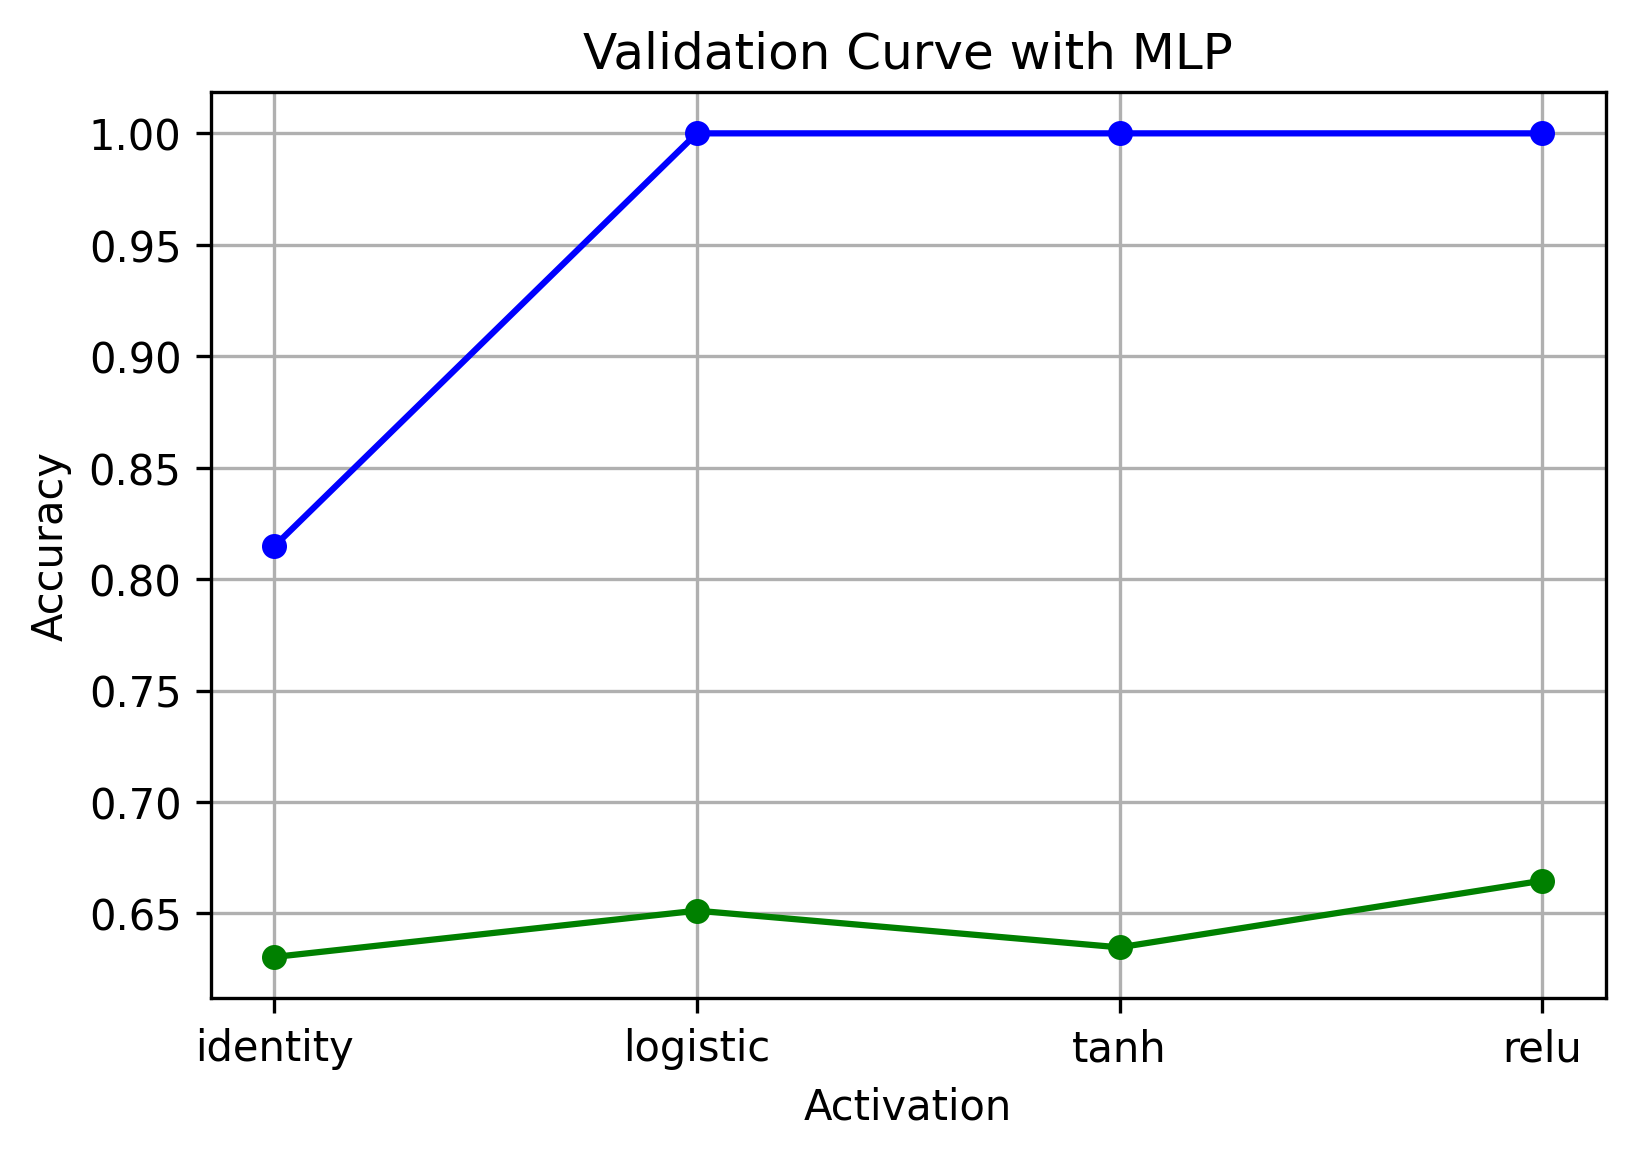 Validation Curve with MLP
1.00
0.95
0.90
0.85
0.80
0.75
0.70
0.65
Accuracy
identity logistic tanh relu
Activation